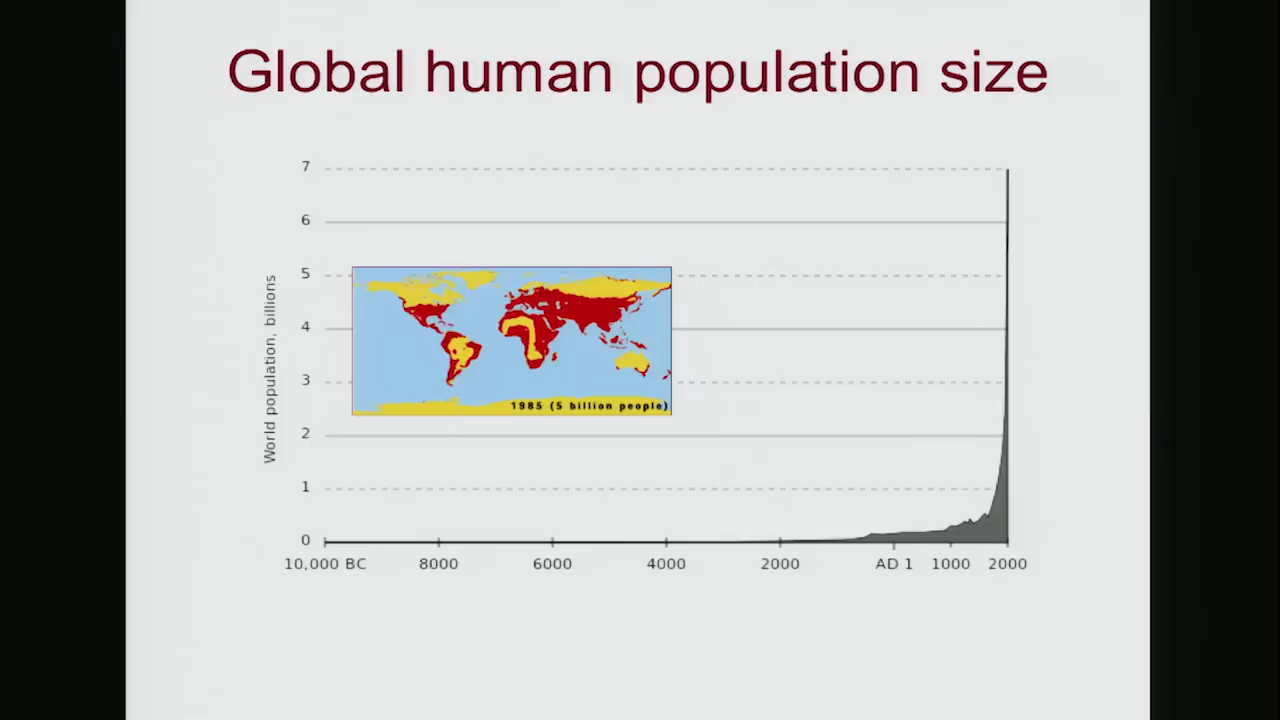 Global human population size
World population, billions
7
6
5
4
3
2
1
0
1985 (5 billion people)
10,000 BC 8000 6000 4000 2000 AD 1 1000 2000